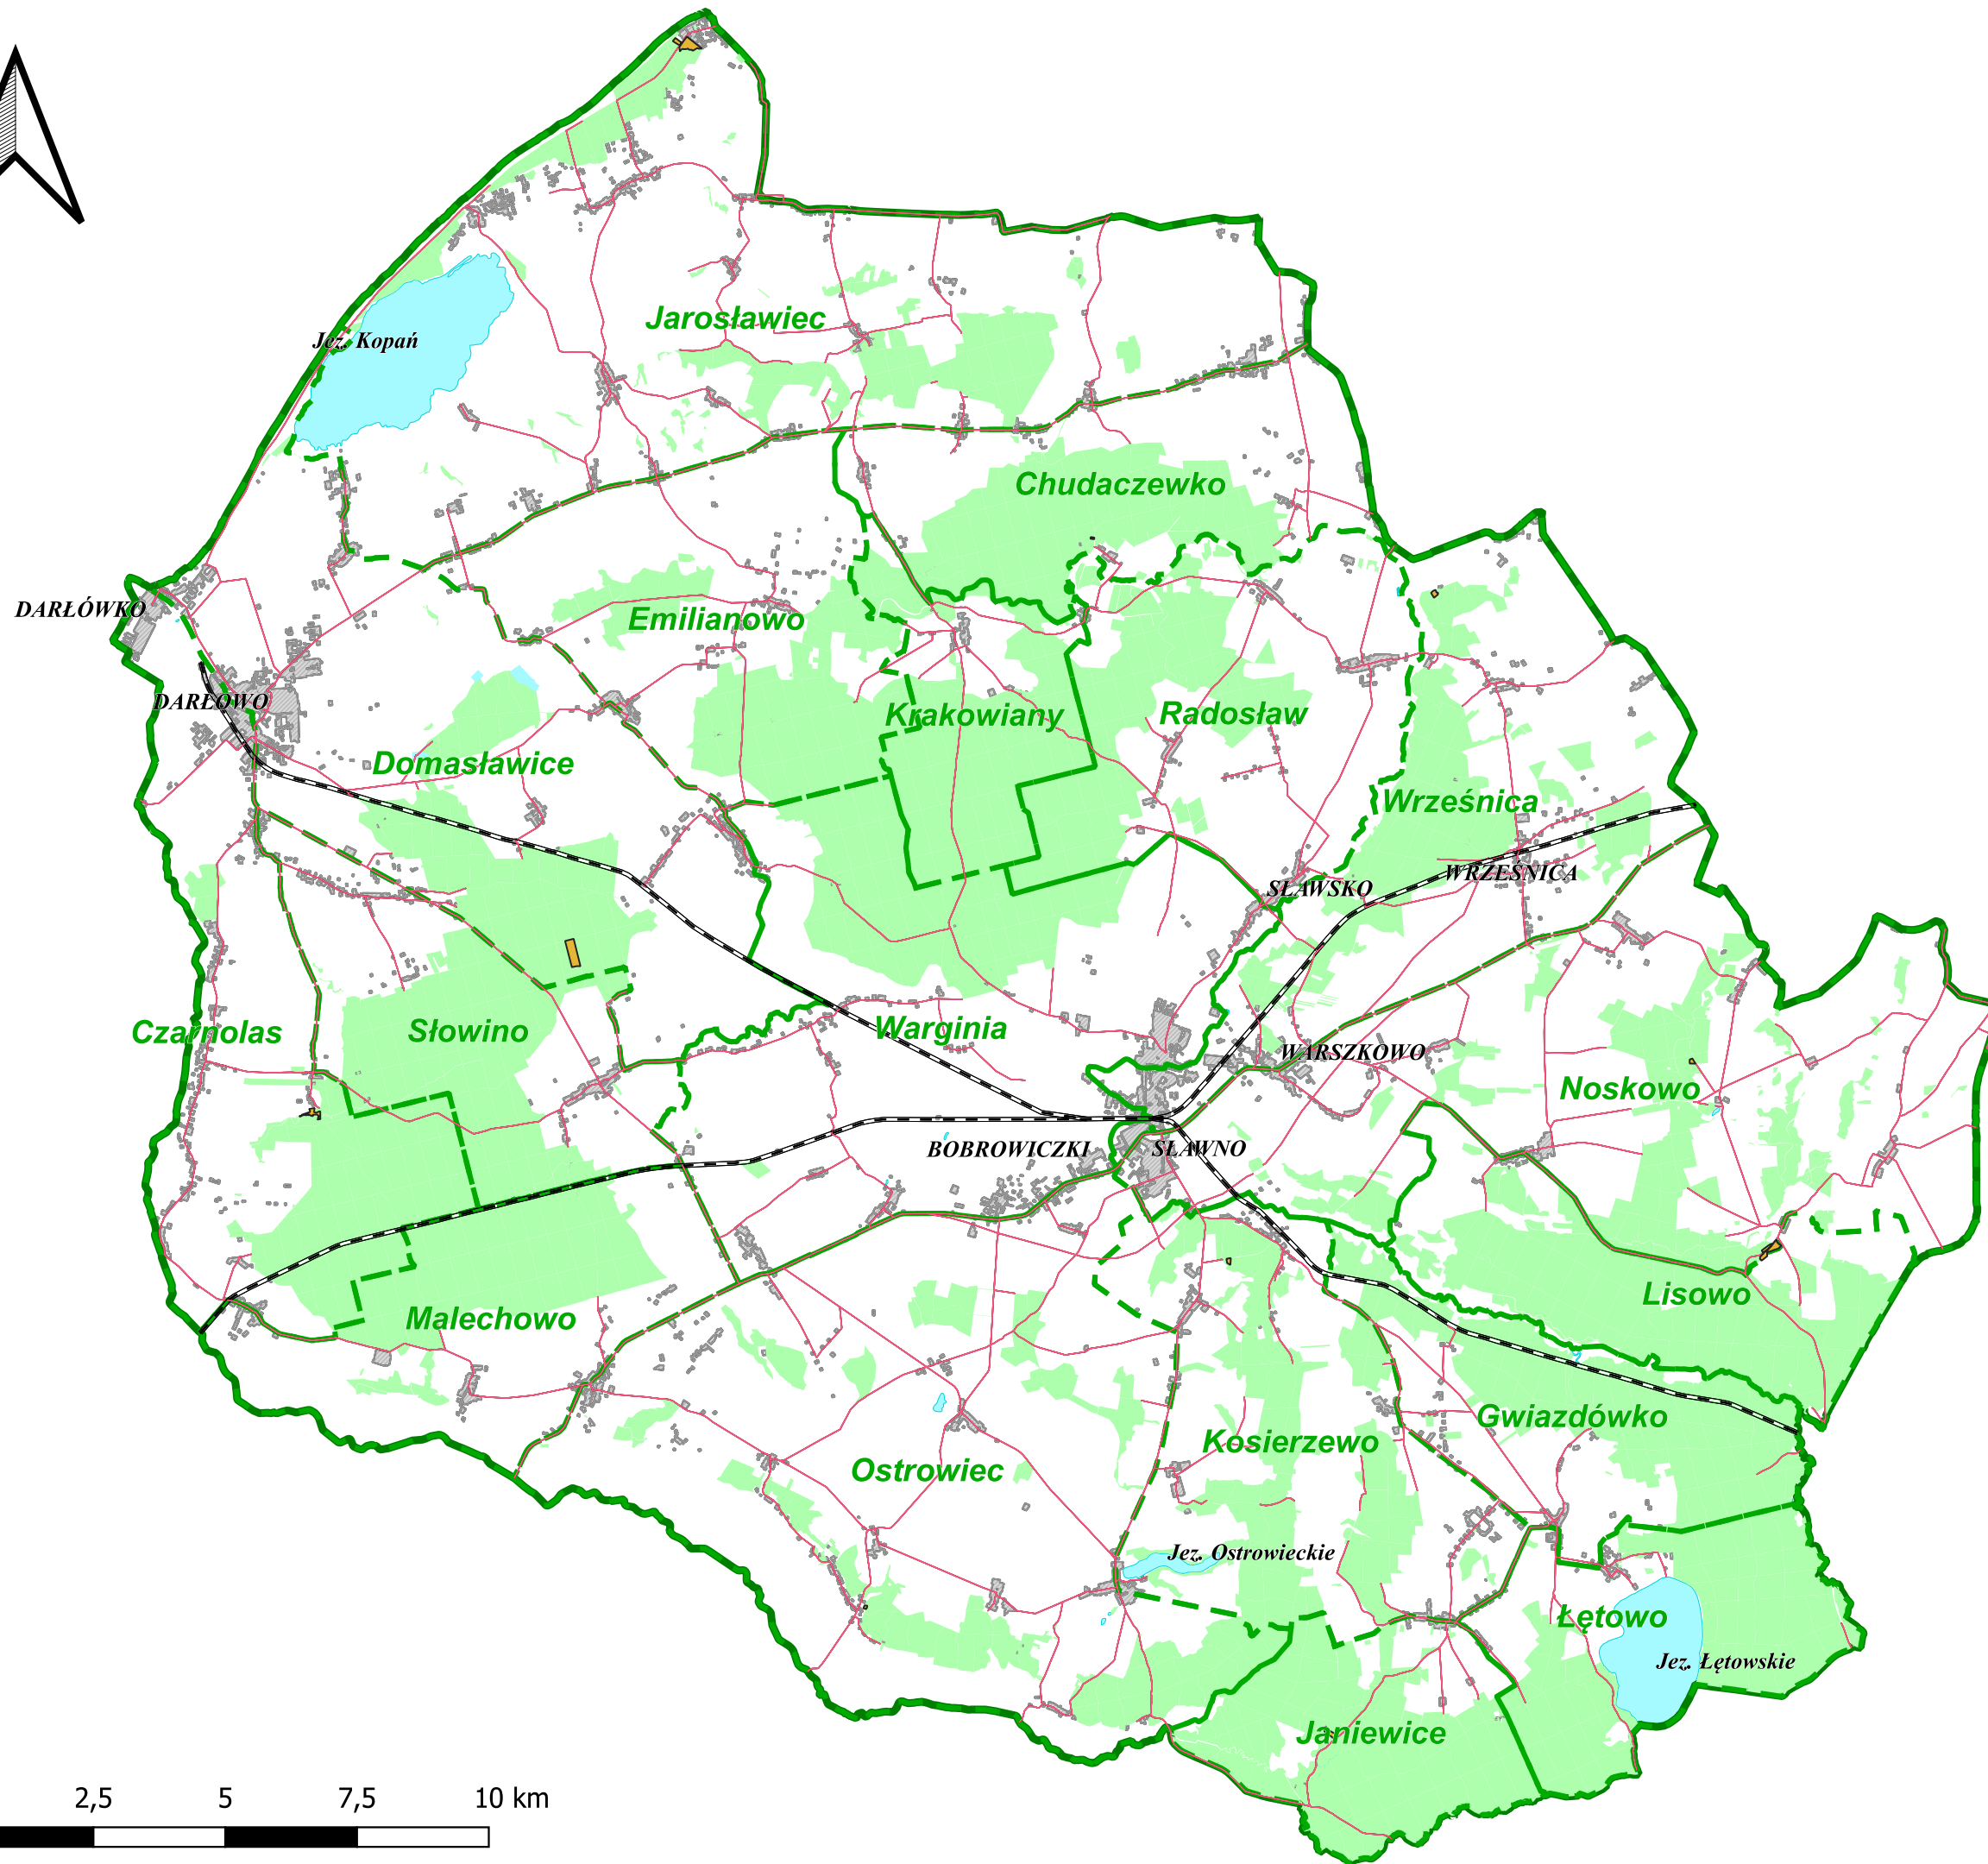 Jarosławiec
Jez. Kopań
Chudaczewko
DARŁÓWKO
Emilianowo
DARŁOWO
Krakowiany
Radosław
Domasławice
Wrześnica
WRZEŚNICA
SŁAWSKO
Czarnolas
Słowino
Warginia
WARSZKOWO
Noskowo
BOBROWICZKI
SŁAWNO
Lisowo
Malechowo
Gwiazdówko
Kosierzewo
Ostrowiec
Jez. Ostrowieckie
Łętowo
Jez. Łętowskie
Janiewice
2,5 5 7,5 10 km